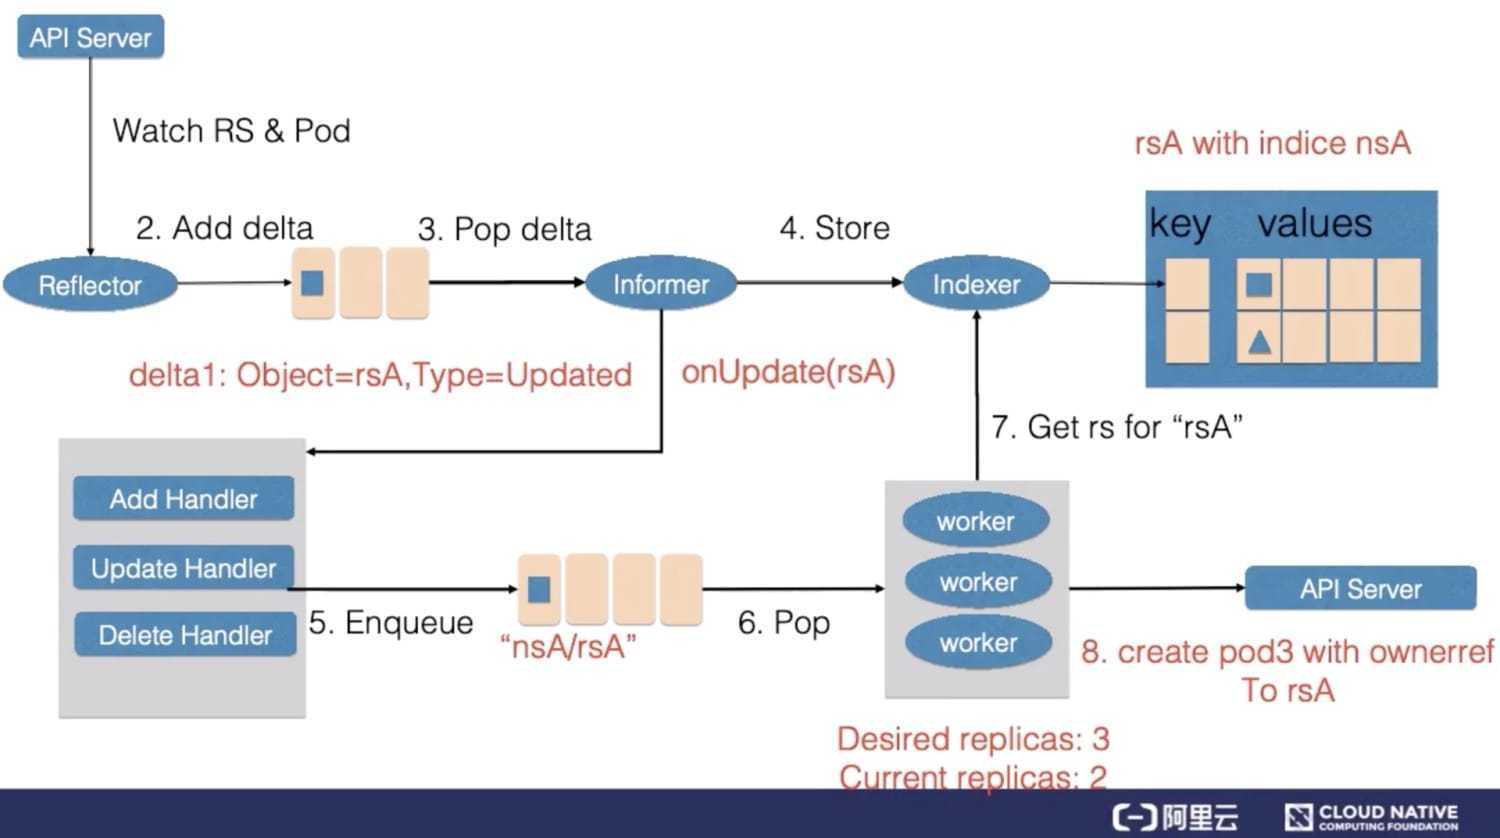 API Server
Watch RS & Pod
rsA with indice nsA
key values
2. Add delta
3. Pop delta
4. Store
Reflector
Informer
Indexer
delta1: Object=rsA,Type=Updated
onUpdate(rsA)
7. Get rs for “rsA”
Add Handler
Update Handler
Delete Handler
5. Enqueue
“nsA/rsA”
6. Pop
worker
worker
worker
API Server
8. create pod3 with ownerref
To rsA
Desired replicas: 3
Current replicas: 2
阿里云
CLOUD NATIVE
COMPUTING FOUNDATION